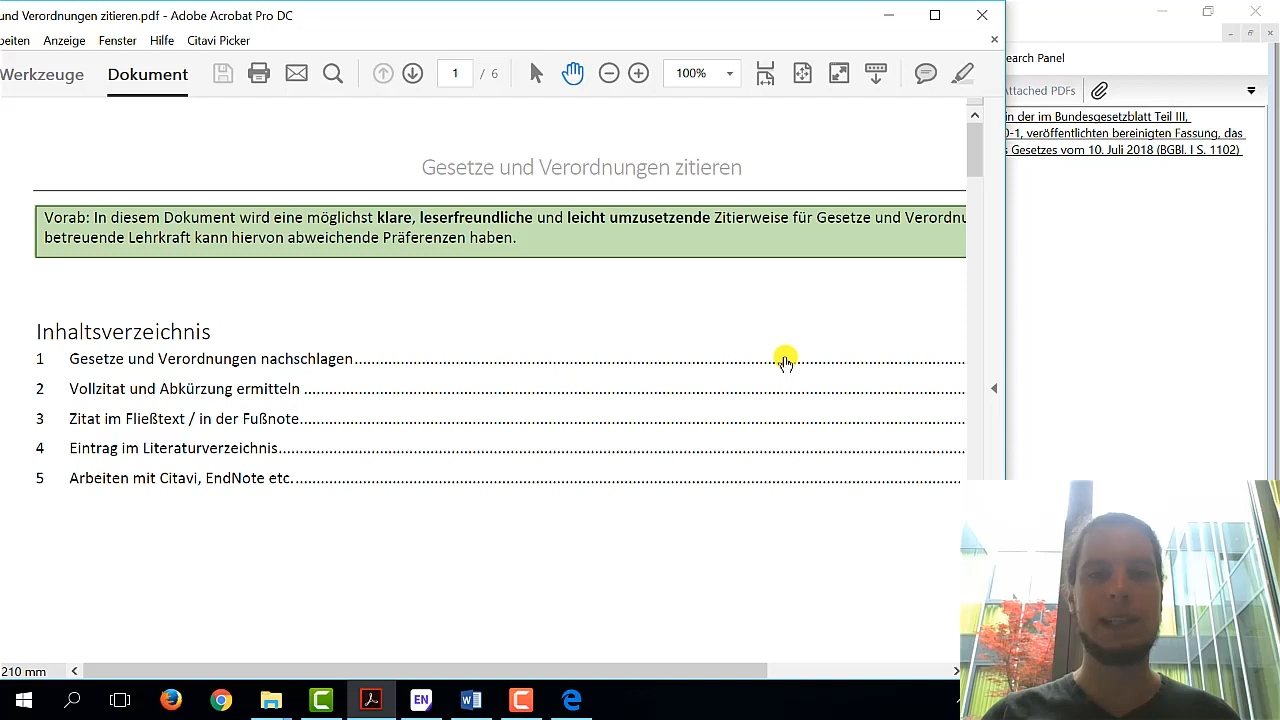 und Verordnungen zitieren.pdf - Adobe Acrobat Pro DC
beiten Anzeige Fenster Hilfe Citavi Picker
Werkzeuge Dokument 1 / 6 100%
earch Panel
Attached PDFs
in der im Bundesgesetzblatt Teil III,
0-1, veröffentlichten bereinigten Fassung, das
s Gesetzes vom 10. Juli 2018 (BGBl. I S. 1102)
Gesetze und Verordnungen zitieren
Vorab: In diesem Dokument wird eine möglichst klare, leserfreundliche und leicht umzusetzende Zitierweise für Gesetze und Verordnu
betreuende Lehrkraft kann hiervon abweichende Präferenzen haben.
Inhaltsverzeichnis
1 Gesetze und Verordnungen nachschlagen
2 Vollzitat und Abkürzung ermitteln
3 Zitat im Fließtext / in der Fußnote
4 Eintrag im Literaturverzeichnis
5 Arbeiten mit Citavi, EndNote etc.
210 mm
EN